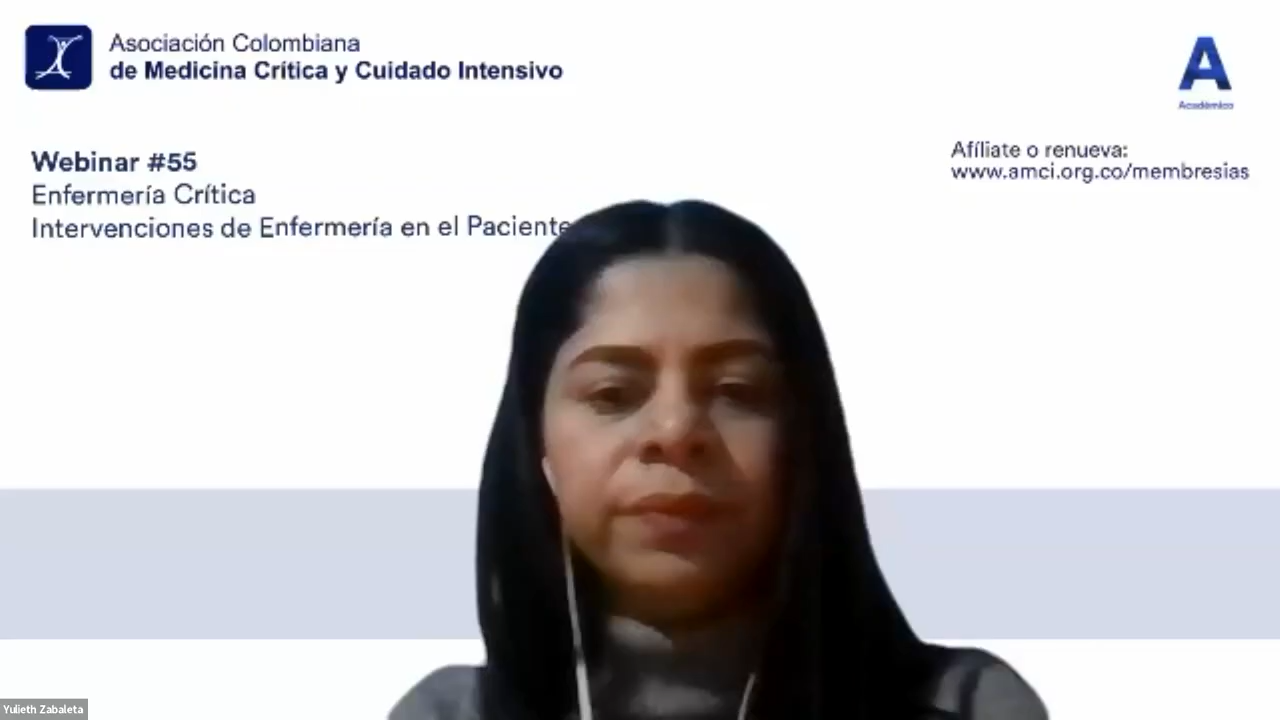 Asociación Colombiana
de Medicina Crítica y Cuidado Intensivo
A
Académico
Webinar #55
Enfermería Crítica
Intervenciones de Enfermería en el Paciente
Afíliate o renueva:
www.amci.org.co/membresias
Yulieth Zabaleta